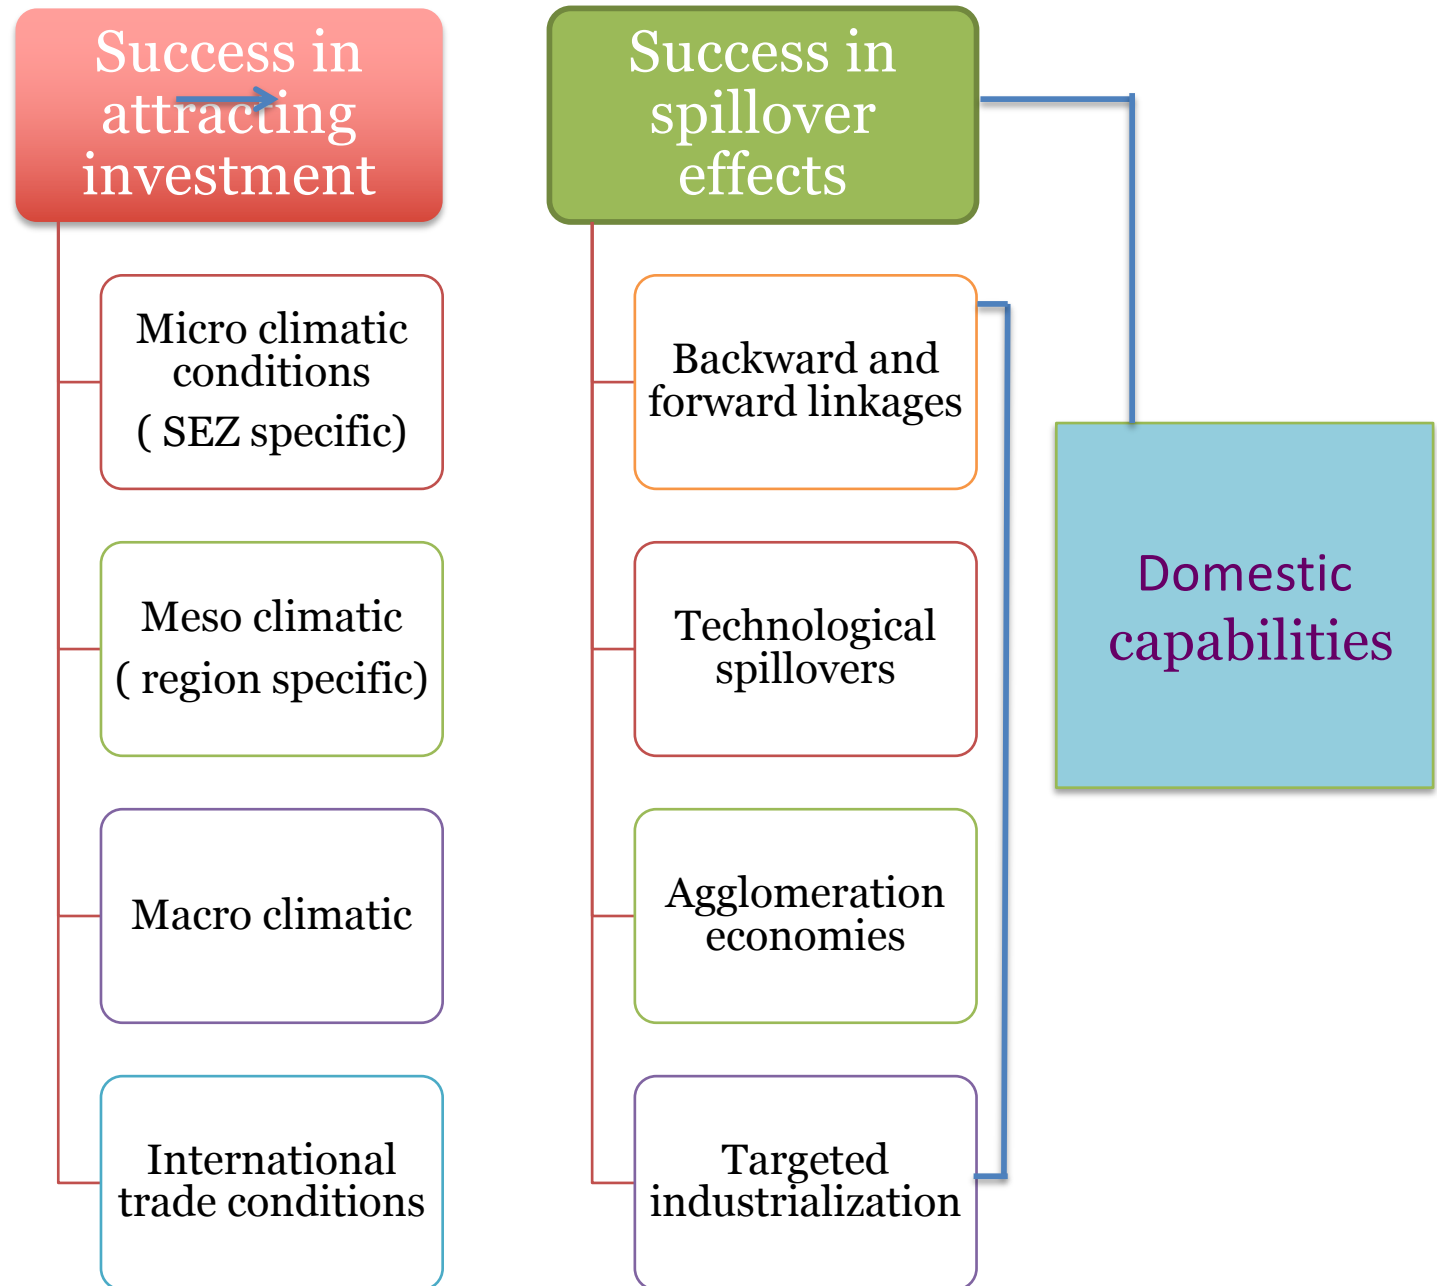 Success in
attracting
investment
Micro climatic
conditions
( SEZ specific)
Meso climatic
( region specific)
Macro climatic
International
trade conditions
Success in
spillover
effects
Backward and
forward linkages
Technological
spillovers
Agglomeration
economies
Targeted
industrialization
Domestic
capabilities